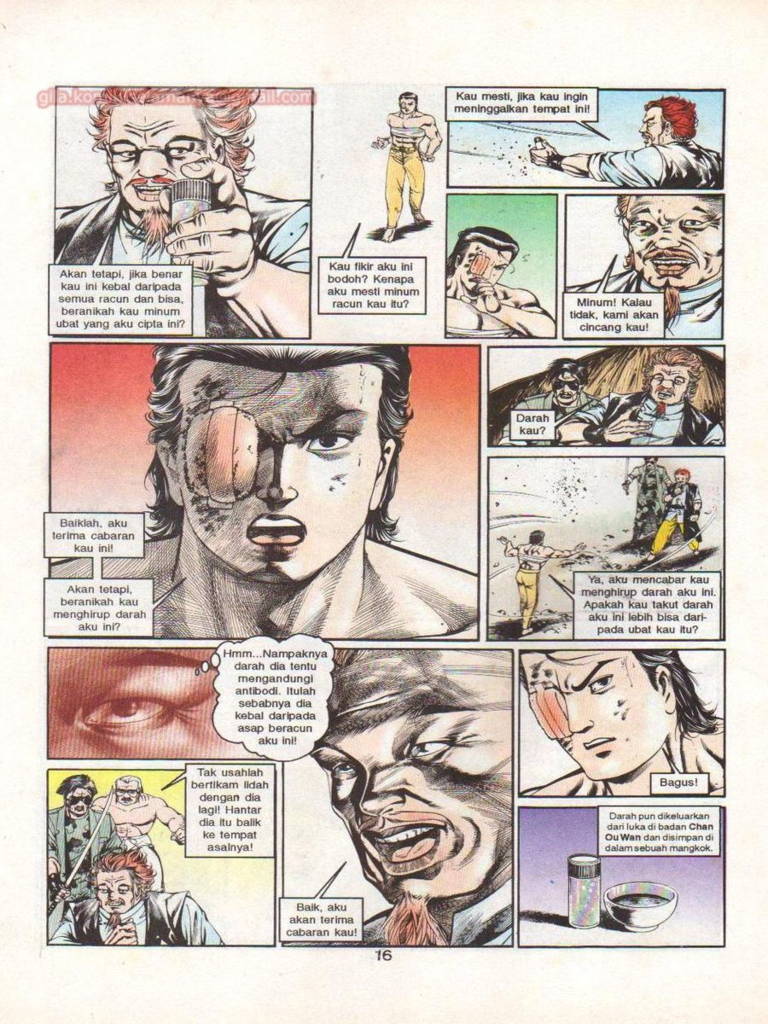 Akan tetapi, jika benar
kau ini kebal daripada
semua racun dan bisa,
beranikah kau minum
ubat yang aku cipta ini?
Kau fikir aku ini
bodoh? Kenapa
aku mesti minum
racun kau itu?
Kau mesti, jika kau ingin
meninggalkan tempat ini!
Minum! Kalau
tidak, kami akan
cincang kau!
Baiklah, aku
terima cabaran
kau ini!
Akan tetapi,
beranikah kau
menghirup darah
aku ini?
Darah
kau?
Ya, aku mencabar kau
menghirup darah aku ini.
Apakah kau takut darah
aku ini lebih bisa dari-
pada ubat kau itu?
Hmm...Nampaknya
darah dia tentu
mengandungi
antibodi. Itulah
sebabnya dia
kebal daripada
asap beracun
aku ini!
Tak usahlah
bertikam lidah
dengan dia
lagi! Hantar
dia itu balik
ke tempat
asalnya!
Baik, aku
akan terima
cabaran kau!
Bagus!
Darah pun dikeluarkan
dari luka di badan Chan
Ou Wan dan disimpan di
dalam sebuah mangkok.
16